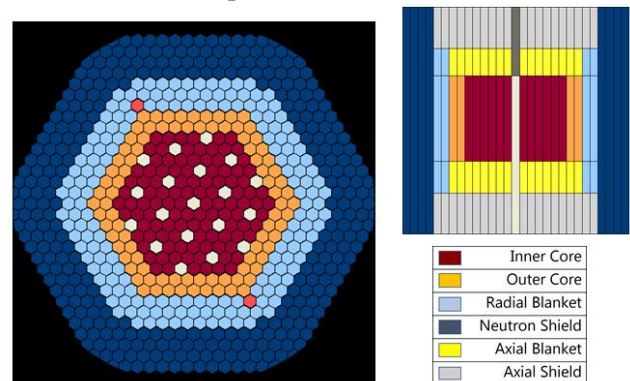 Inner Core
Outer Core
Radial Blanket
Neutron Shield
Axial Blanket
Axial Shield